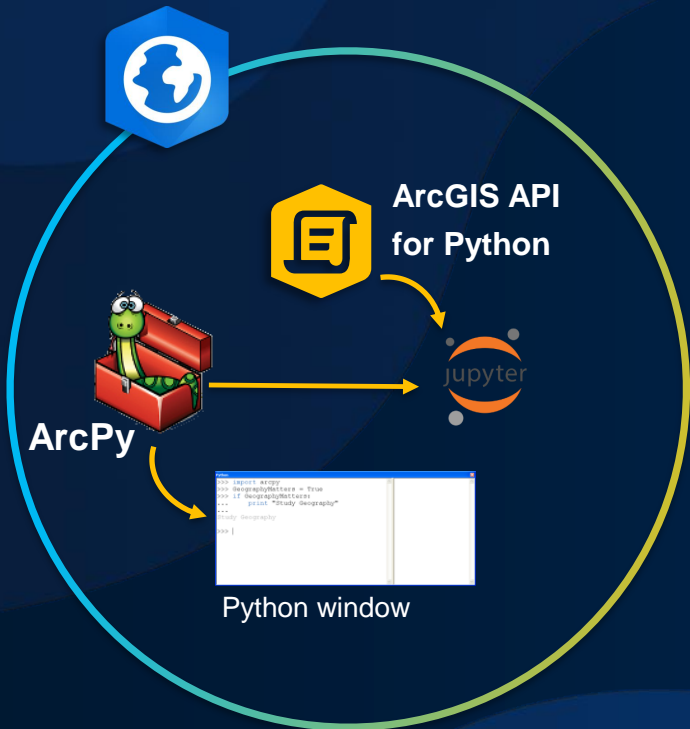 ArcGIS API
for Python
jupyter
ArcPy
Python
>>> import arcpy
>>> GeographyMatters = True
>>> if GeographyMatters:
...     print "Study Geography"
...
Study Geography
>>>
Python window